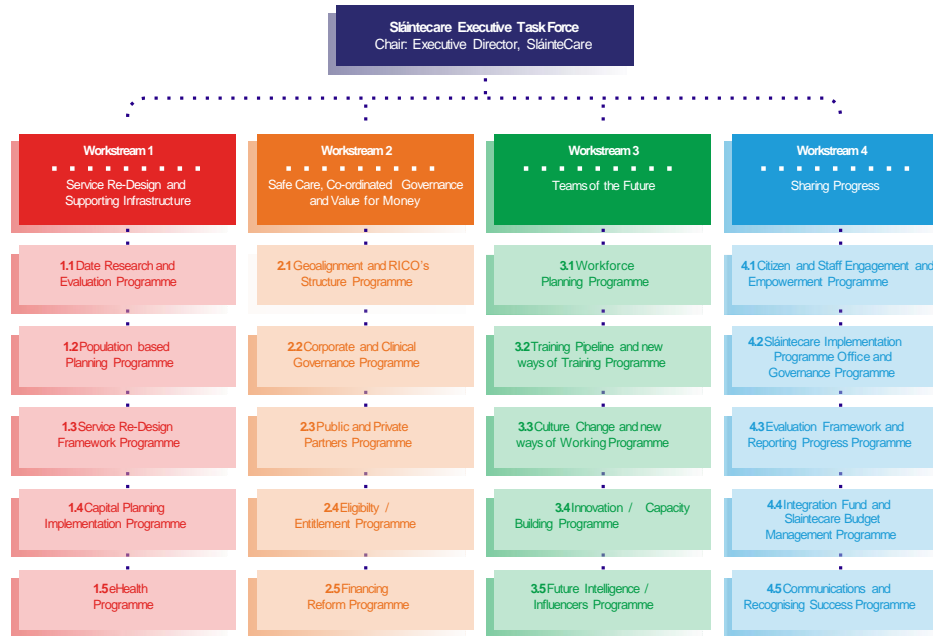 Sláintecare Executive Task Force
Chair: Executive Director, SláinteCare
Workstream 1
Service Re-Design and
Supporting Infrastructure
1.1 Date Research and
Evaluation Programme
1.2 Population based
Planning Programme
1.3 Service Re-Design
Framework Programme
1.4 Capital Planning
Implementation Programme
1.5 eHealth
Programme
Workstream 2
Safe Care, Co-ordinated Governance
and Value for Money
2.1 Geoalignment and RICO's
Structure Programme
2.2 Corporate and Clinical
Governance Programme
2.3 Public and Private
Partners Programme
2.4 Eligibilty /
Entitlement Programme
2.5 Financing
Reform Programme
Workstream 3
Teams of the Future
3.1 Workforce
Planning Programme
3.2 Training Pipeline and new
ways of Training Programme
3.3 Culture Change and new
ways of Working Programme
3.4 Innovation / Capacity
Building Programme
3.5 Future Intelligence /
Influencers Programme
Workstream 4
Sharing Progress
4.1 Citizen and Staff Engagement and
Empowerment Programme
4.2 Sláintecare Implementation
Programme Office and
Governance Programme
4.3 Evaluation Framework and
Reporting Progress Programme
4.4 Integration Fund and
Slaintecare Budget
Management Programme
4.5 Communications and
Recognising Success Programme